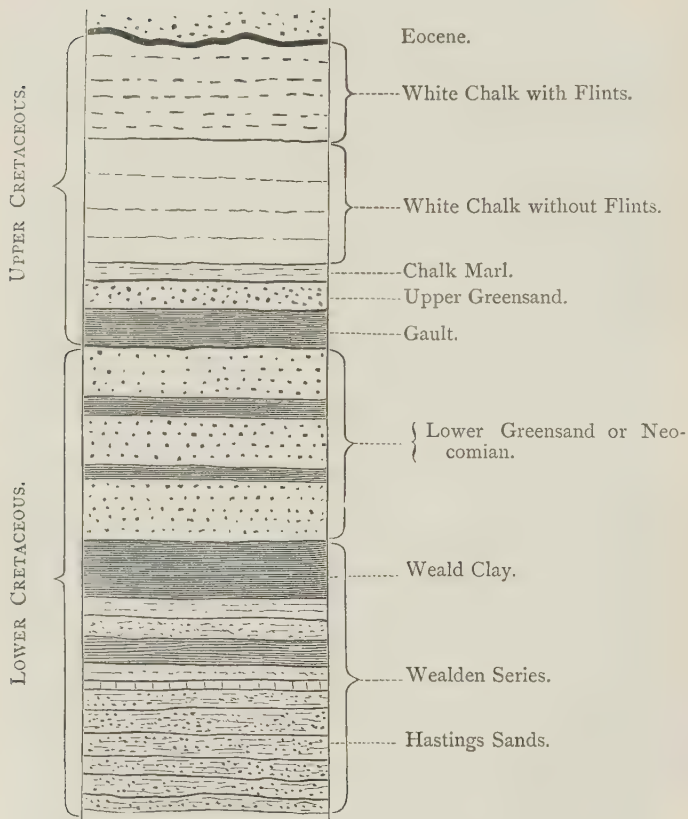 Eocene.
UPPER CRETACEOUS.
White Chalk with Flints.
White Chalk without Flints.
Chalk Marl.
Upper Greensand.
Gault.
LOWER CRETACEOUS.
Lower Greensand or Neo-
comian.
Weald Clay.
Wealden Series.
Hastings Sands.